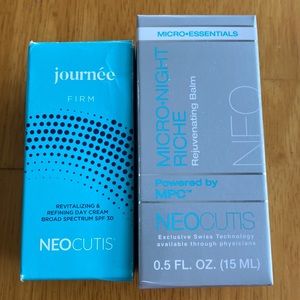 journée
FIRM
REVITALIZING &
REFINING DAY CREAM
BROAD SPECTRUM SPF 30
NEOCUTIS®
MICRO•ESSENTIALS
MICRO•NIGHT
RICHE
Rejuvenating Balm
NEO
Powered by
MPC™
NEOCUTIS
Exclusive Swiss Technology
available through physicians
0.5 FL. OZ. (15 ML)